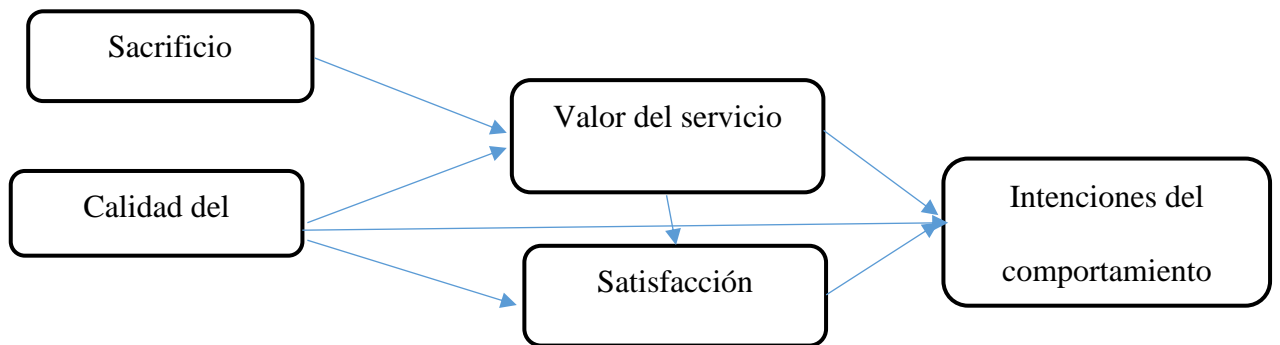 Sacrificio
Valor del servicio
Calidad del
Intenciones del
comportamiento
Satisfacción